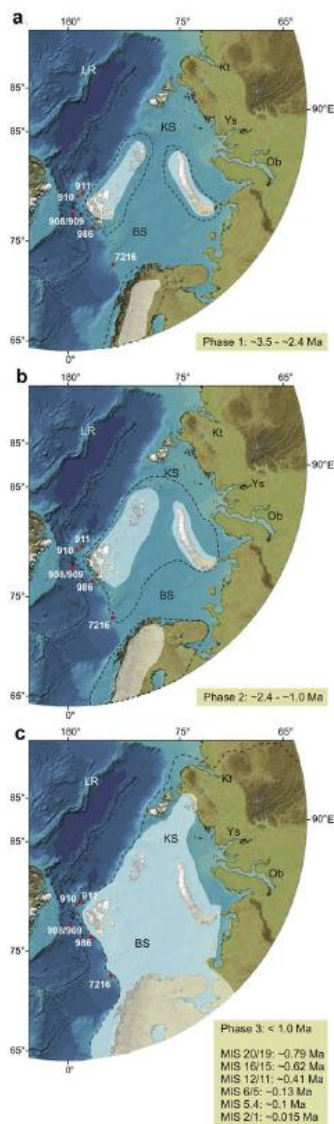 a
180°
75°
65°
LR
Kt
KS
90°E
85°
Ys
Ob
911
910
908/909
986
BS
75°
7216
65°
0°
Phase 1: ~3.5 - ~2.4 Ma
b
180°
75°
65°
LR
Kt
KS
90°E
85°
Ys
Ob
911
910
908/909
986
75°
BS
7216
65°
0°
Phase 2: ~2.4 - ~1.0 Ma
c
180°
75°
65°
LR
Kt
85°
KS
90°E
Ys
Ob
910
911
908/909
986
75°
BS
7216
65°
0°
Phase 3: < 1.0 Ma
MIS 20/19: ~0.79 Ma
MIS 16/15: ~0.62 Ma
MIS 12/11: ~0.41 Ma
MIS 6/5: ~0.13 Ma
MIS 5.4: ~0.1 Ma
MIS 2/1: ~0.015 Ma